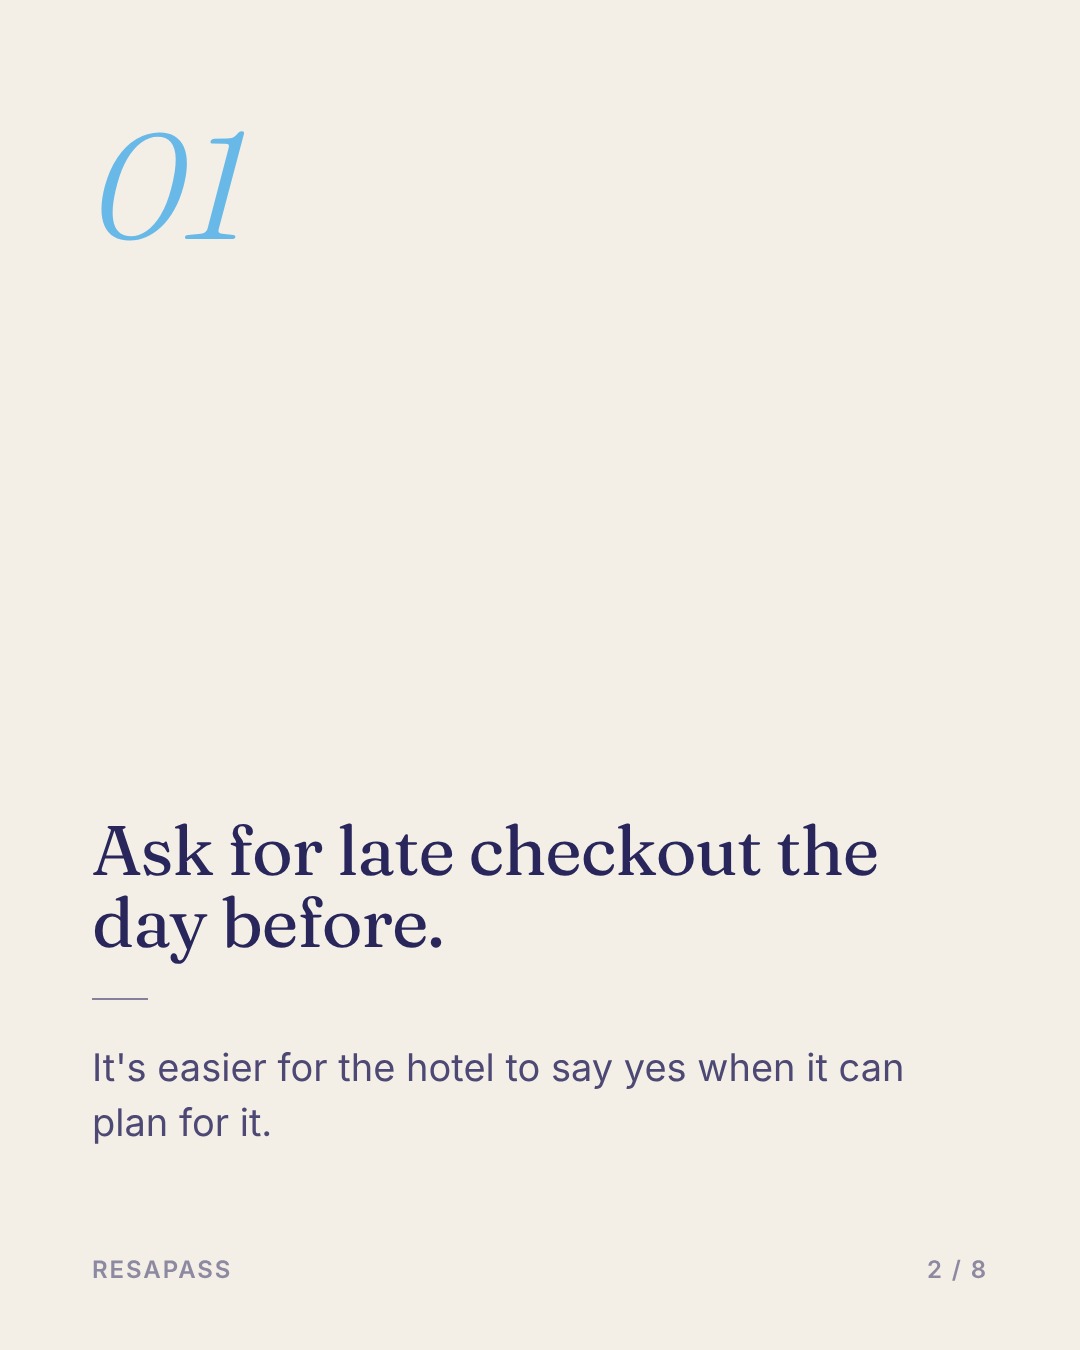 01
Ask for late checkout the
day before.
It's easier for the hotel to say yes when it can
plan for it.
RESAPASS
2 / 8